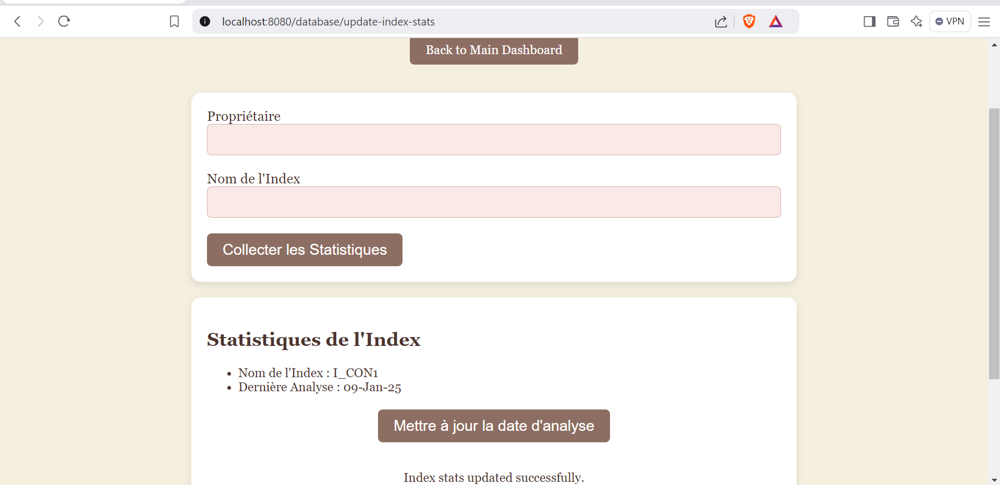 localhost:8080/database/update-index-stats
VPN
Back to Main Dashboard
Propriétaire
Nom de l'Index
Collecter les Statistiques
Statistiques de l'Index
Nom de l'Index : I_CON1
Dernière Analyse : 09-Jan-25
Mettre à jour la date d'analyse
Index stats updated successfully.